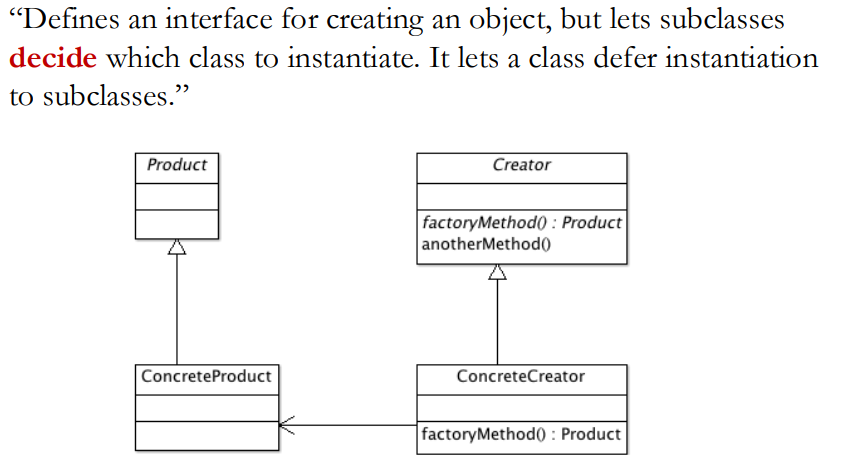 “Defines an interface for creating an object, but lets subclasses
decide which class to instantiate. It lets a class defer instantiation
to subclasses.”
Product
Creator
factoryMethod() : Product
anotherMethod()
ConcreteProduct
ConcreteCreator
factoryMethod() : Product